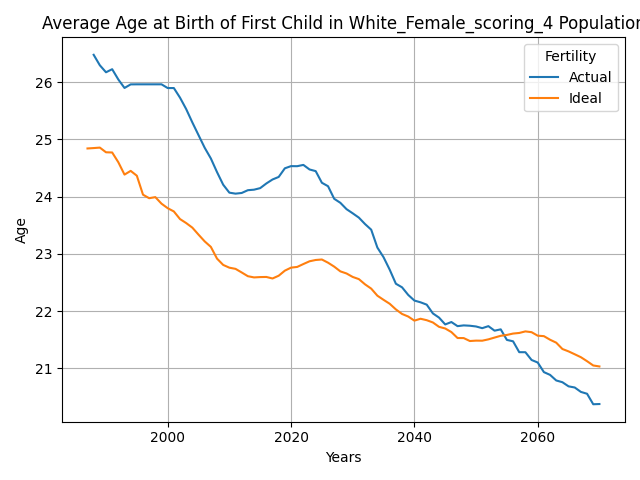 Average Age at Birth of First Child in White_Female_scoring_4 Population
Fertility
Actual
Ideal
26
25
24
23
22
21
Age
2000
2020
2040
2060
Years